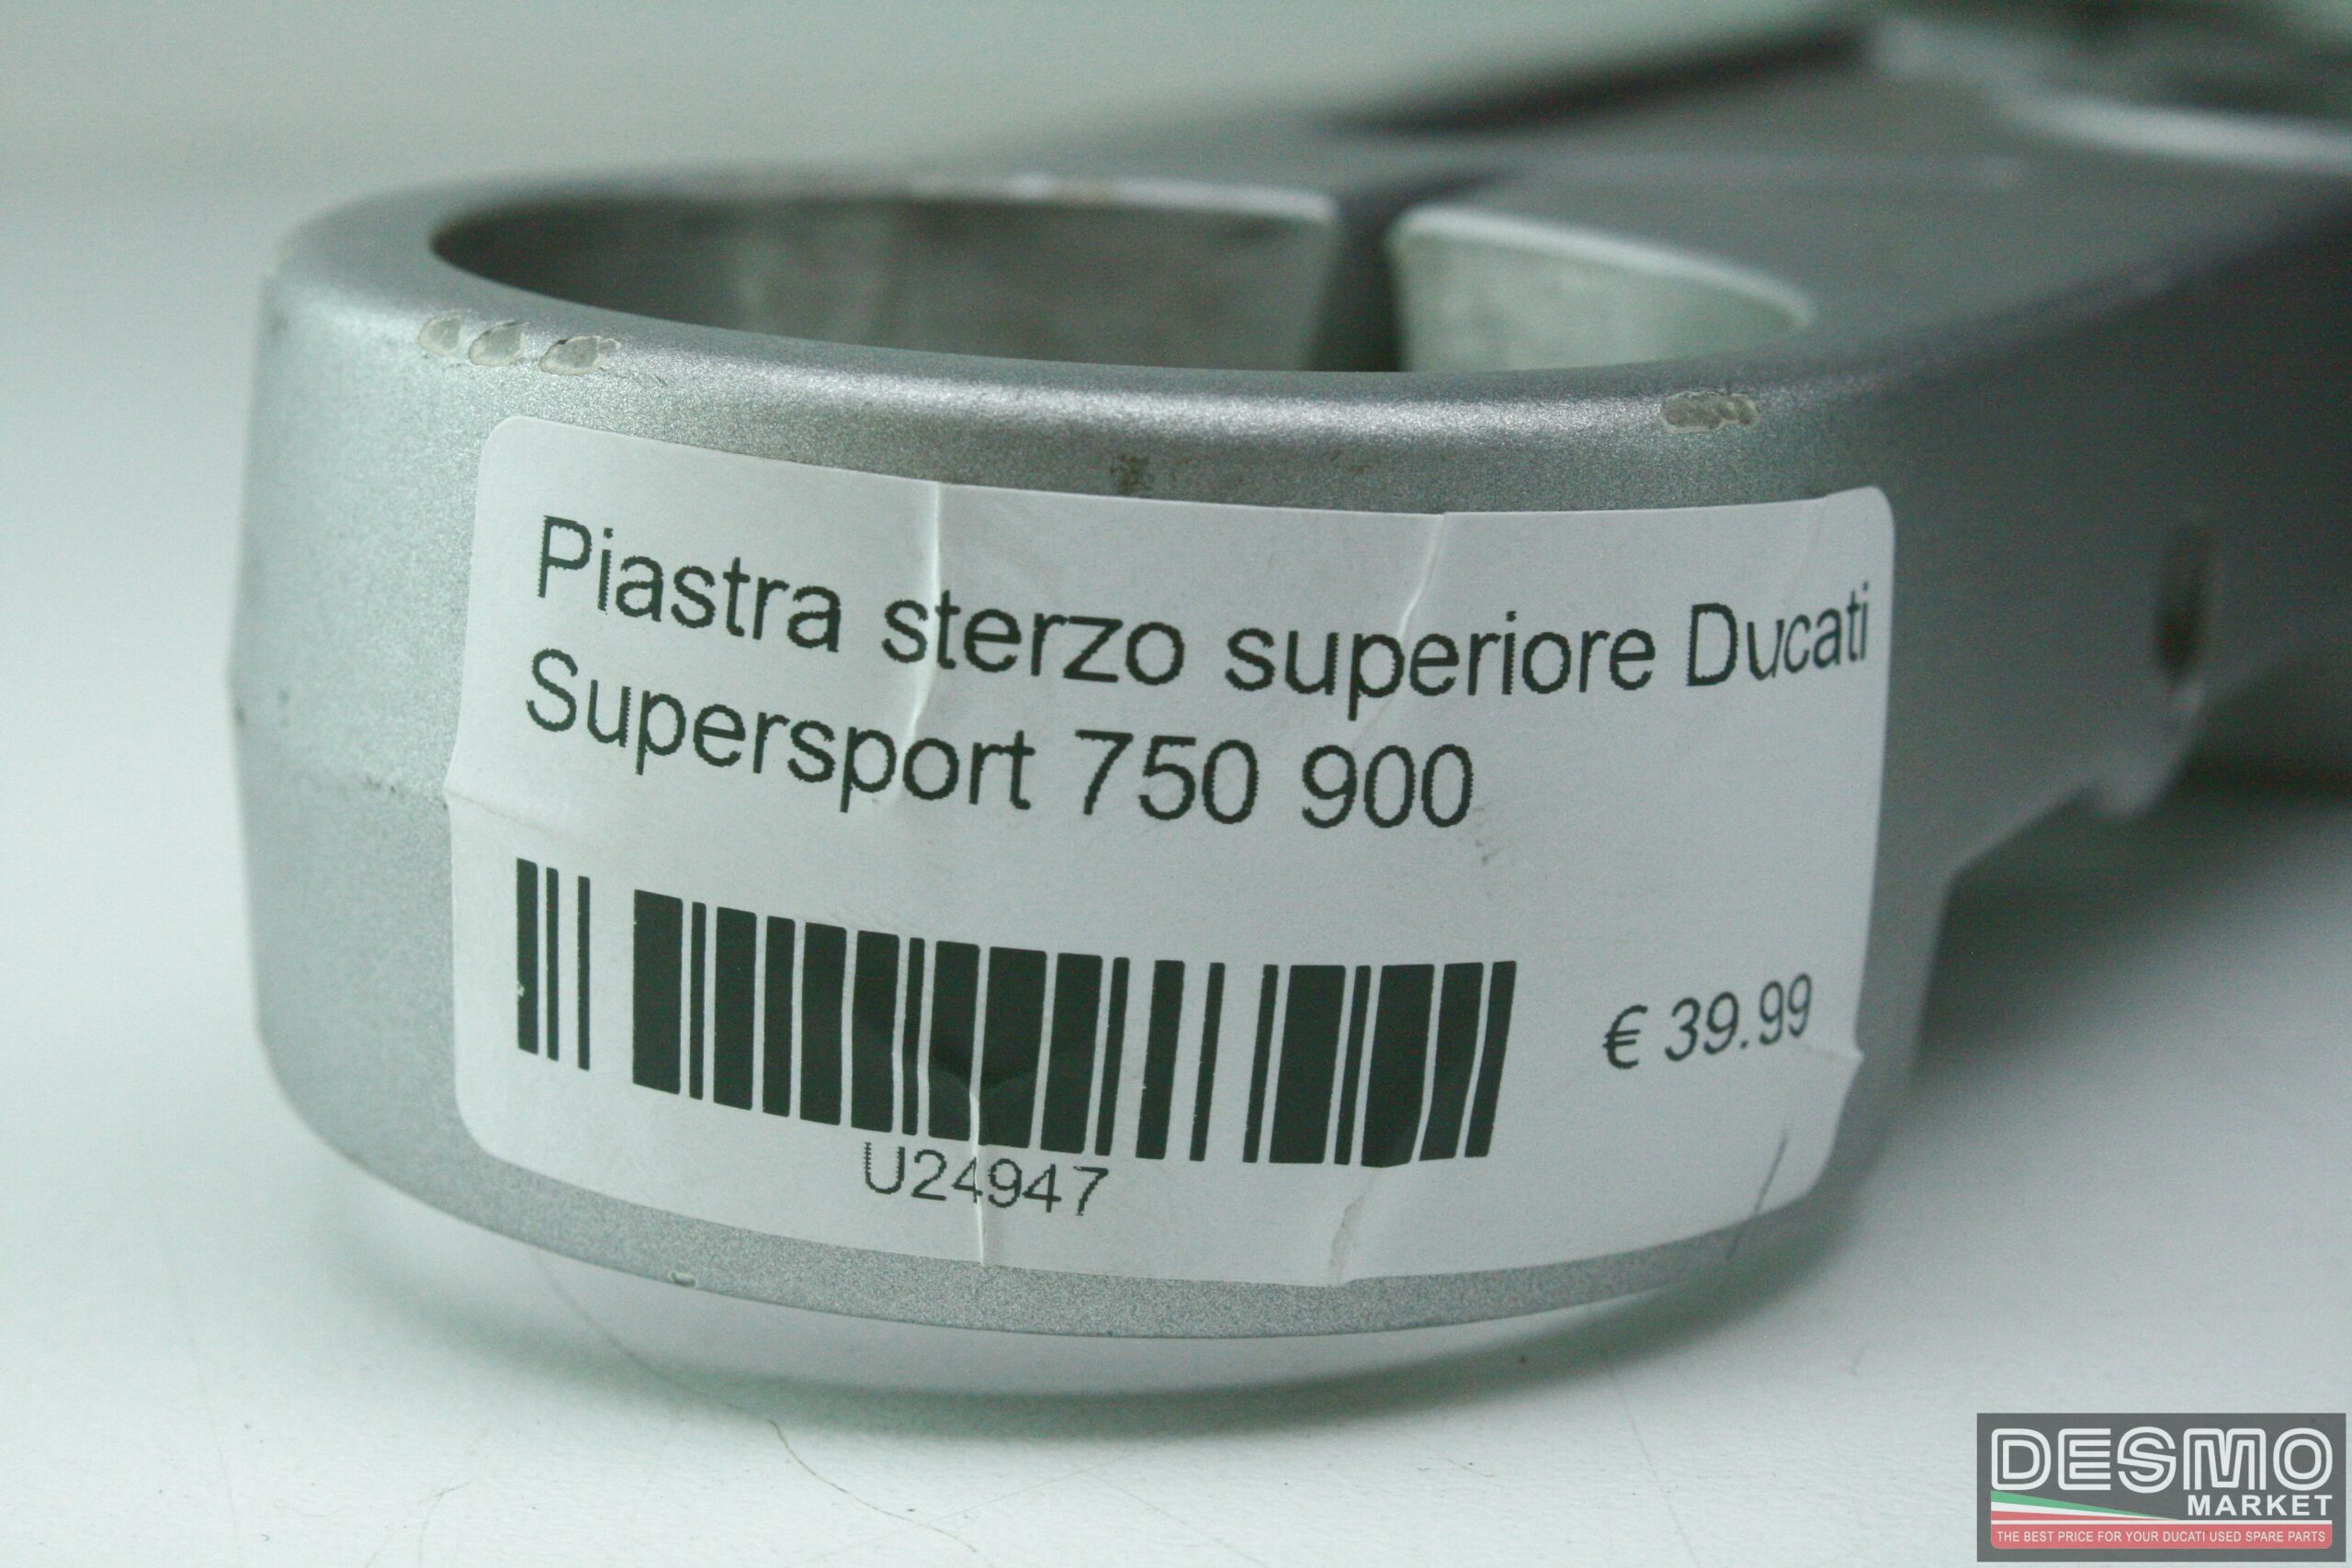 Piastra sterzo superiore Ducati
Supersport 750 900
€ 39.99
U24947
DESMO
MARKET
THE BEST PRICE FOR YOUR DUCATI USED SPARE PARTS